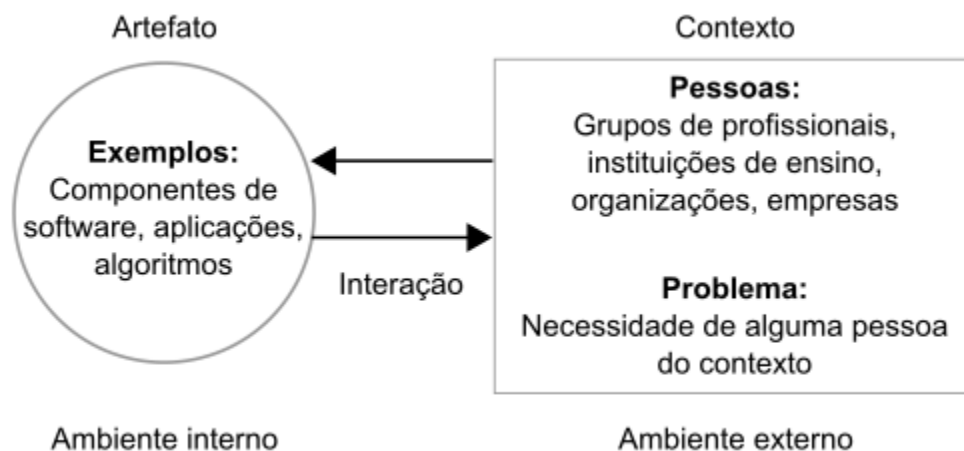 Artefato
Contexto
Exemplos:
Componentes de
software, aplicações,
algoritmos
Interação
Pessoas:
Grupos de profissionais,
instituições de ensino,
organizações, empresas
Problema:
Necessidade de alguma pessoa
do contexto
Ambiente interno
Ambiente externo